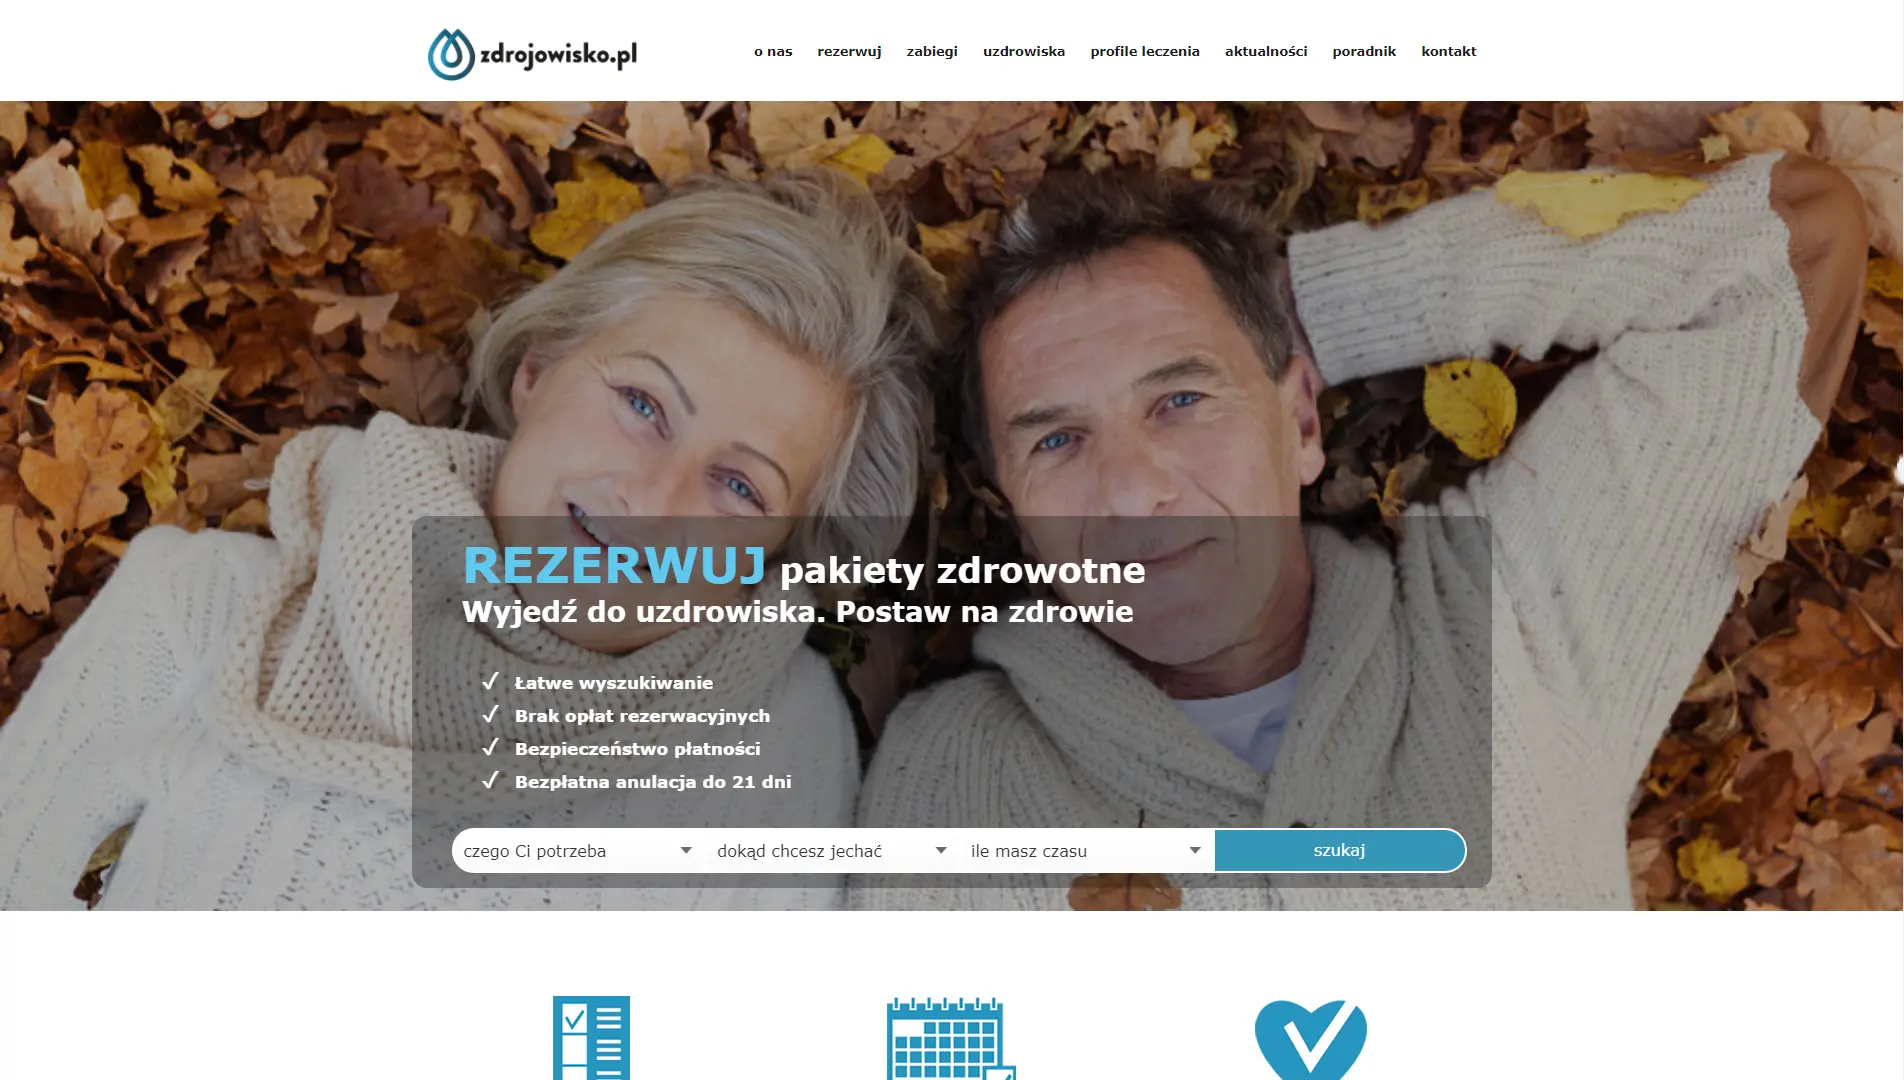 zdrojowisko.pl
o nas rezerwuj zabiegi uzdrowiska profile leczenia aktualności poradnik kontakt
REZERWUJ pakiety zdrowotne
Wyjedź do uzdrowiska. Postaw na zdrowie
Łatwe wyszukiwanie
Brak opłat rezerwacyjnych
Bezpieczeństwo płatności
Bezpłatna anulacja do 21 dni
czego Ci potrzeba dokąd chcesz jechać ile masz czasu szukaj